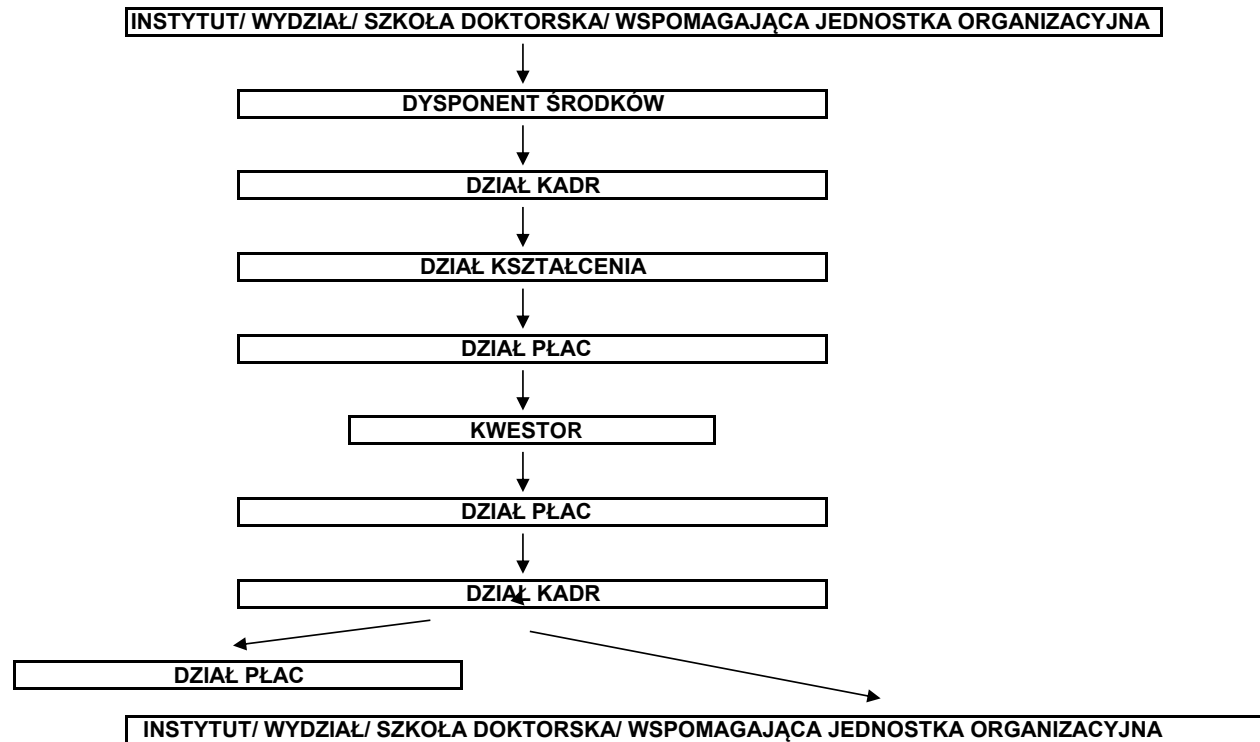 INSTYTUT/ WYDZIAŁ/ SZKOŁA DOKTORSKA/ WSPOMAGAJĄCA JEDNOSTKA ORGANIZACYJNA
DYSPONENT ŚRODKÓW
DZIAŁ KADR
DZIAŁ KSZTAŁCENIA
DZIAŁ PŁAC
KWESTOR
DZIAŁ PŁAC
DZIAŁ KADR
DZIAŁ PŁAC
INSTYTUT/ WYDZIAŁ/ SZKOŁA DOKTORSKA/ WSPOMAGAJĄCA JEDNOSTKA ORGANIZACYJNA